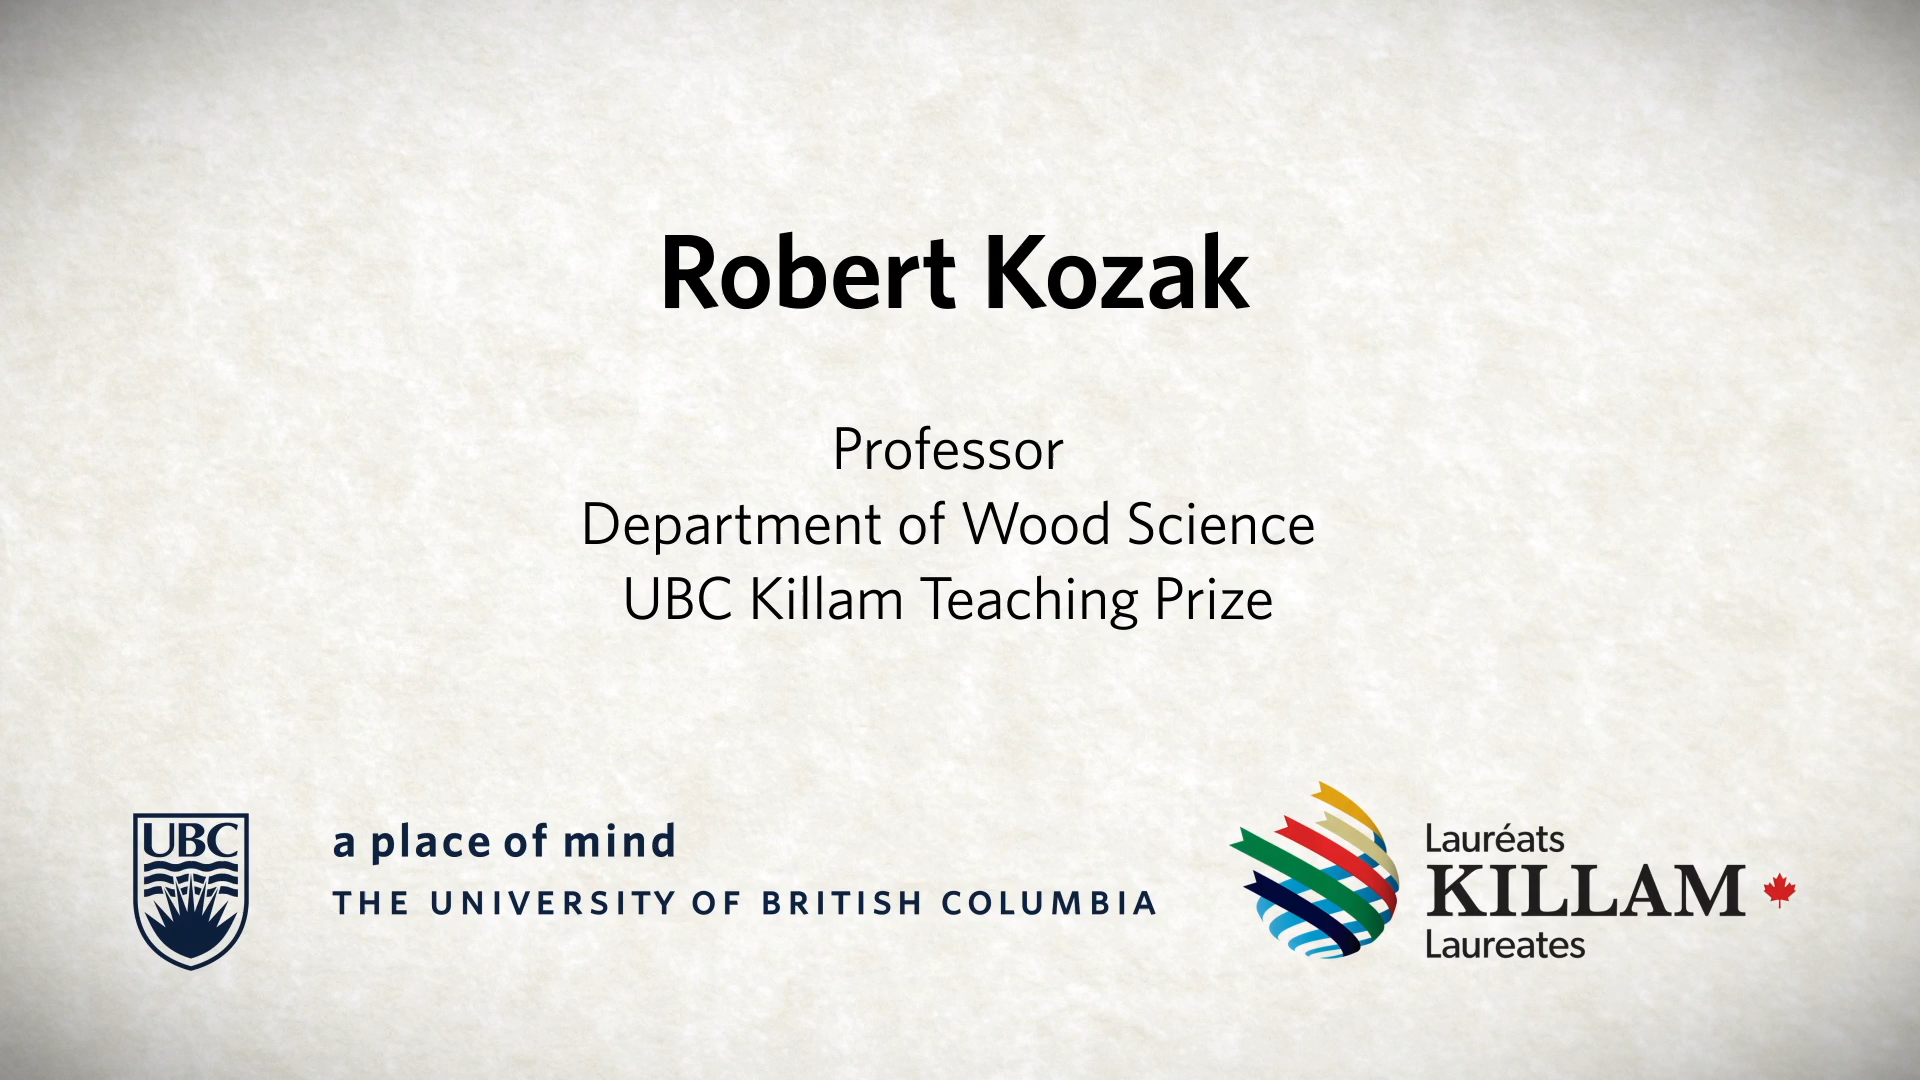 Robert Kozak
Professor
Department of Wood Science
UBC Killam Teaching Prize
UBC
a place of mind
THE UNIVERSITY OF BRITISH COLUMBIA
Lauréats
KILLAM
Laureates